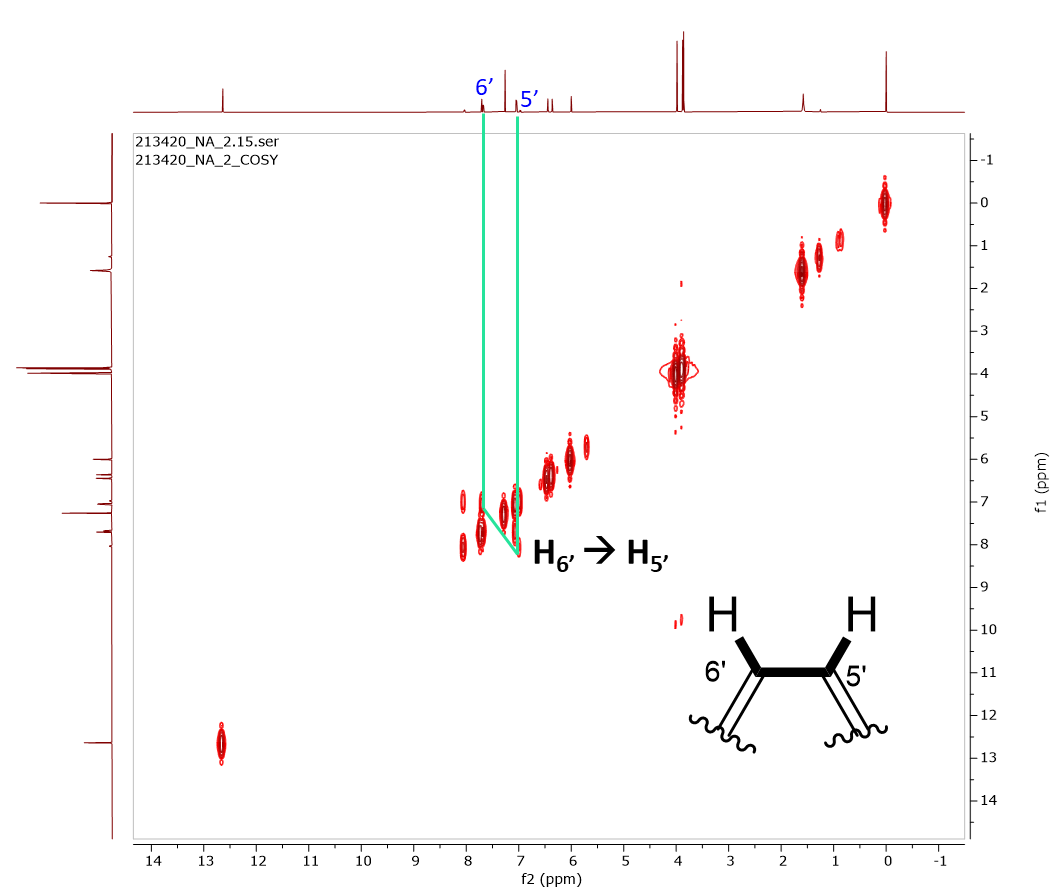 6’ 5’
213420_NA_2.15.ser
213420_NA_2_COSY
-1
0
1
2
3
4
5
6
7
8
9
10
11
12
13
14
f1 (ppm)
H6’ → H5’
H H
6' 5'
14 13 12 11 10 9 8 7 6 5 4 3 2 1 0 -1
f2 (ppm)